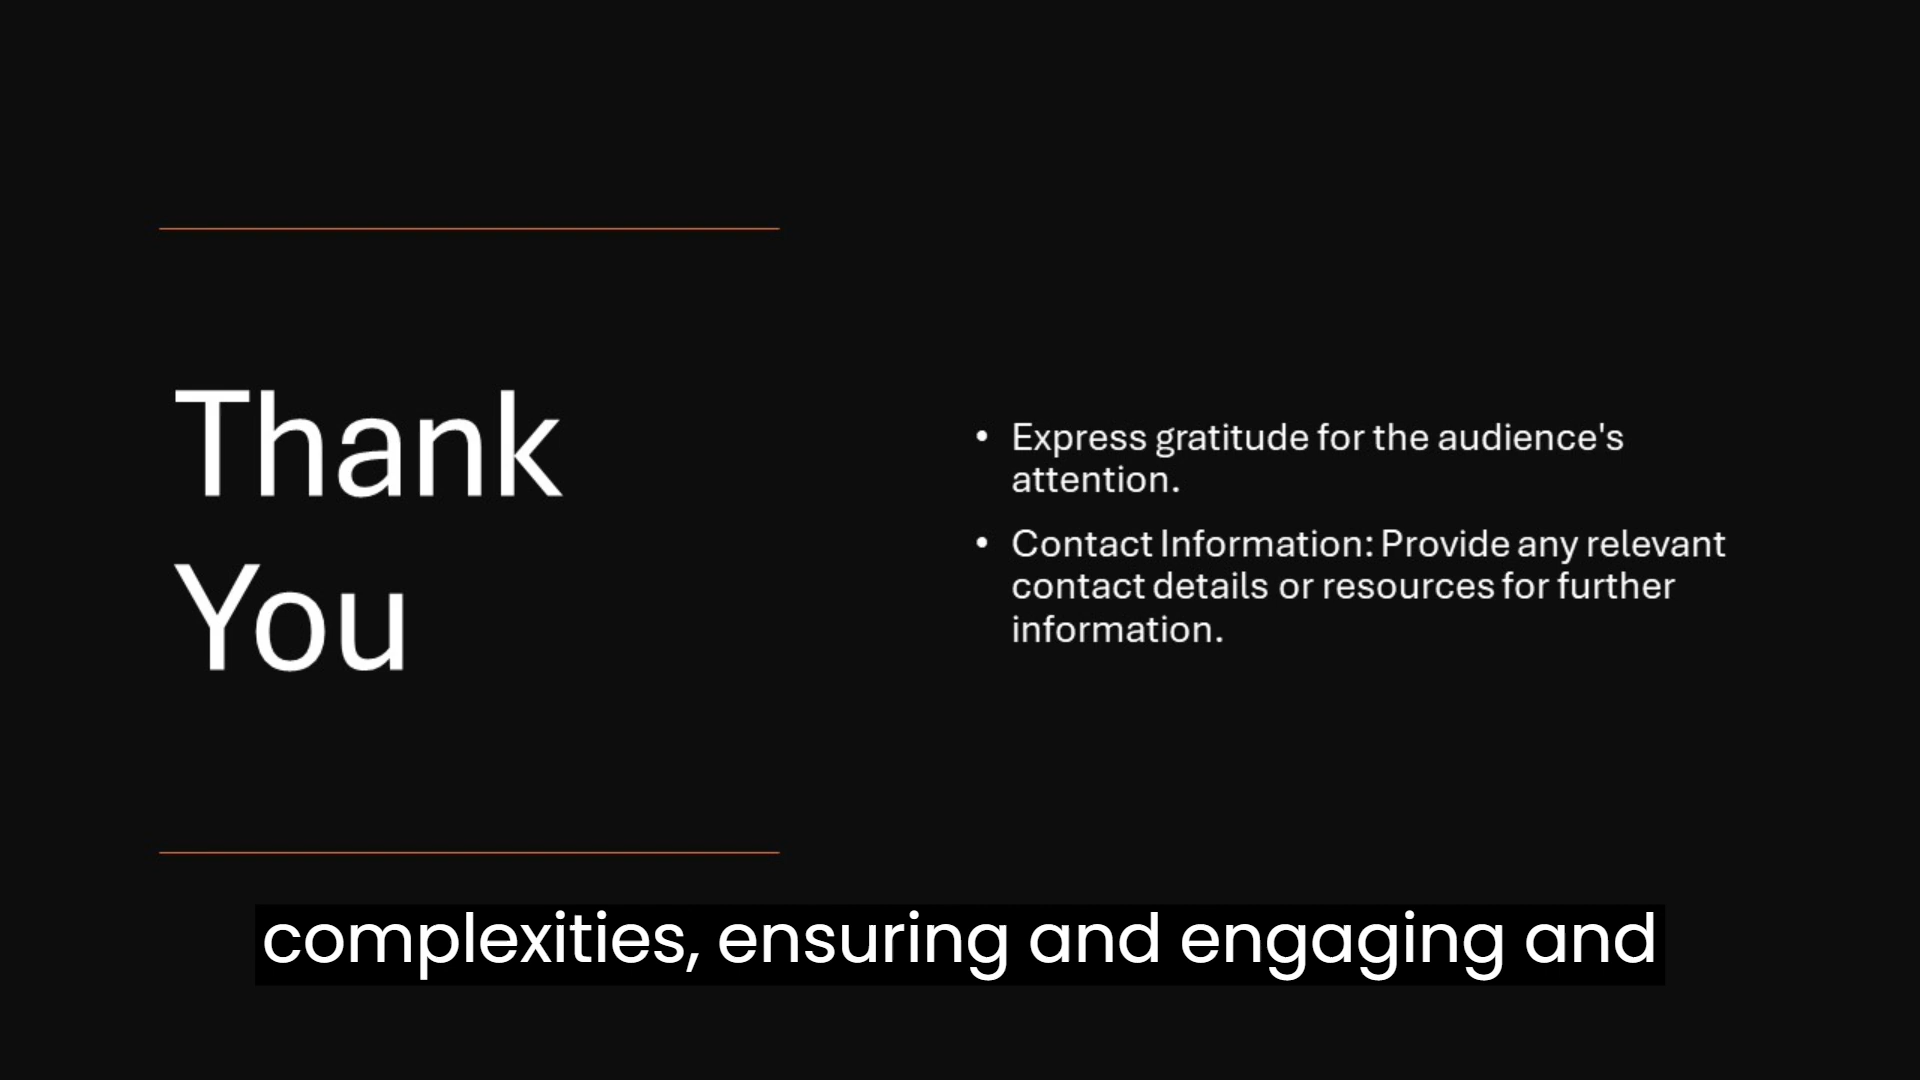 Thank
You
• Express gratitude for the audience's
attention.
• Contact Information: Provide any relevant
contact details or resources for further
information.
complexities, ensuring and engaging and